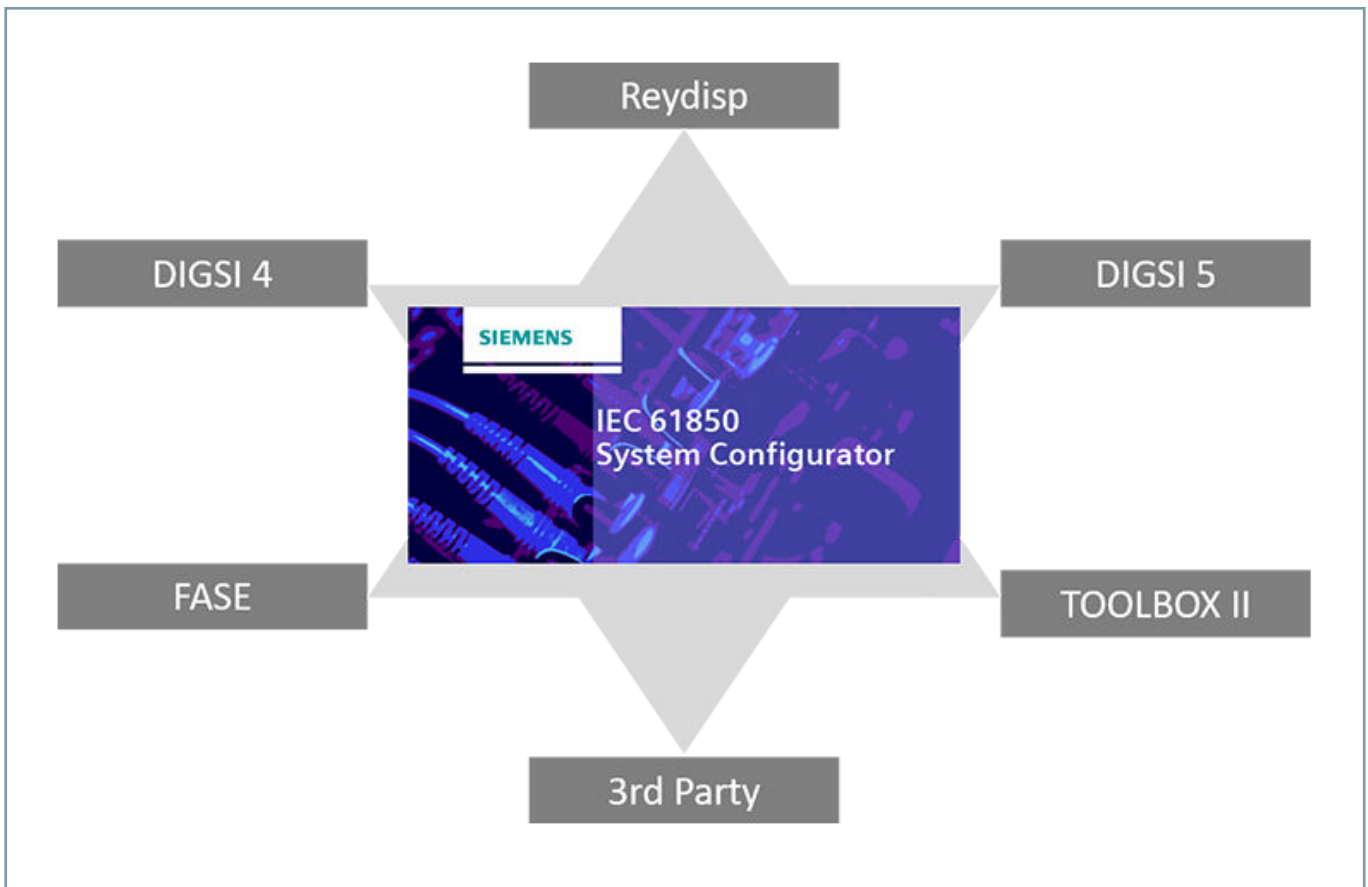 Reydisp
DIGSI 4
DIGSI 5
SIEMENS
IEC 61850
System Configurator
FASE
TOOLBOX II
3rd Party